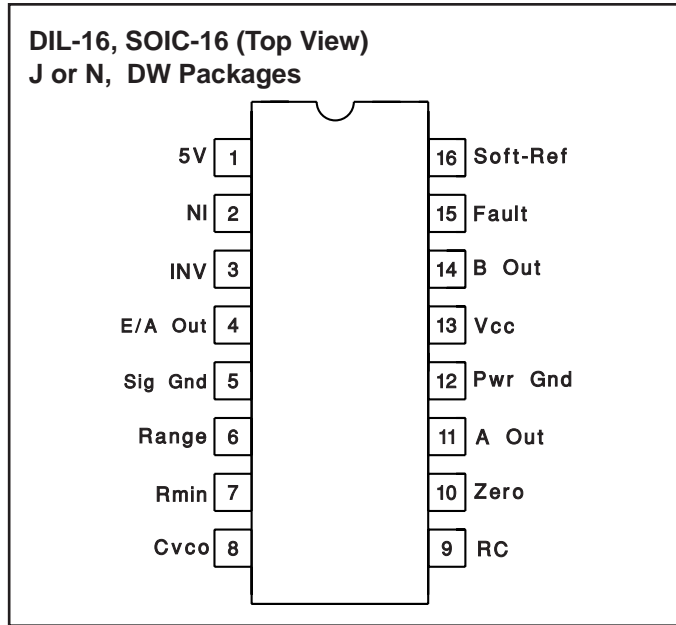 DIL-16, SOIC-16 (Top View)
J or N, DW Packages
5V 1 16 Soft-Ref
NI 2 15 Fault
INV 3 14 B Out
E/A Out 4 13 Vcc
Sig Gnd 5 12 Pwr Gnd
Range 6 11 A Out
Rmin 7 10 Zero
Cvco 8 9 RC